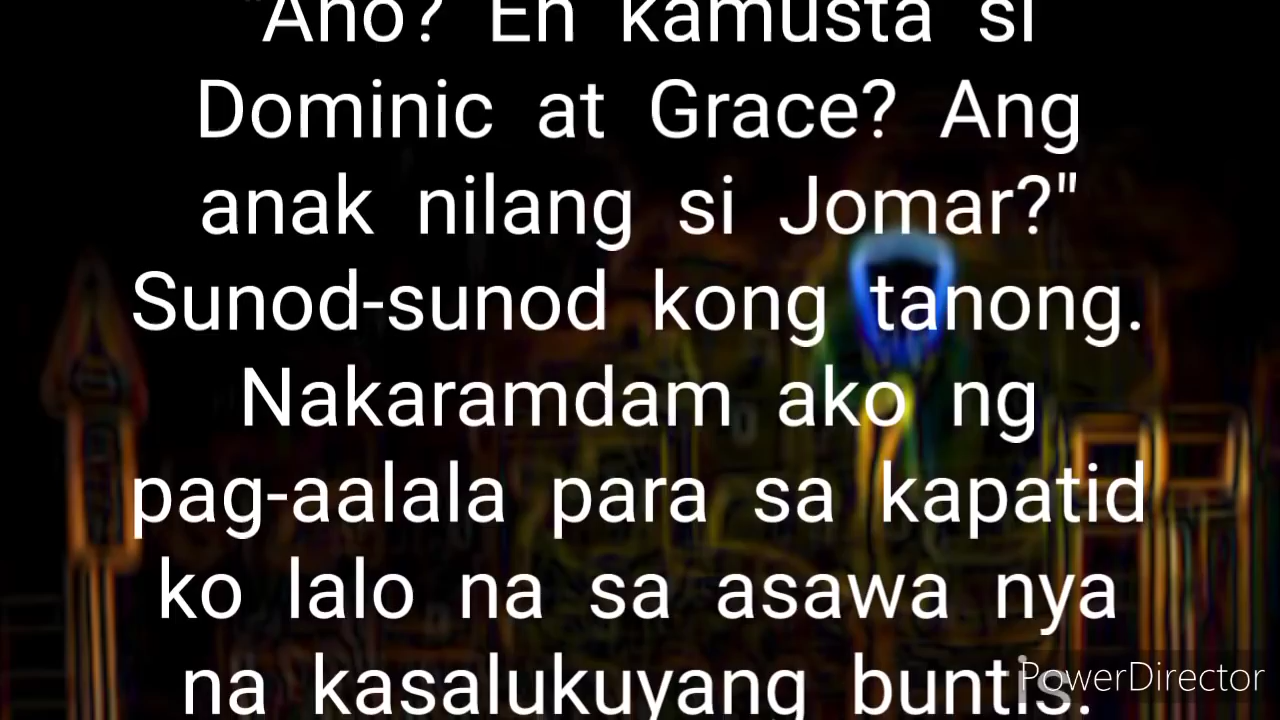 "Ano? Eh kamusta si
Dominic at Grace? Ang
anak nilang si Jomar?"
Sunod-sunod kong tanong.
Nakaramdam ako ng
pag-aalala para sa kapatid
ko lalo na sa asawa nya
na kasalukuyang buntis.
PowerDirector